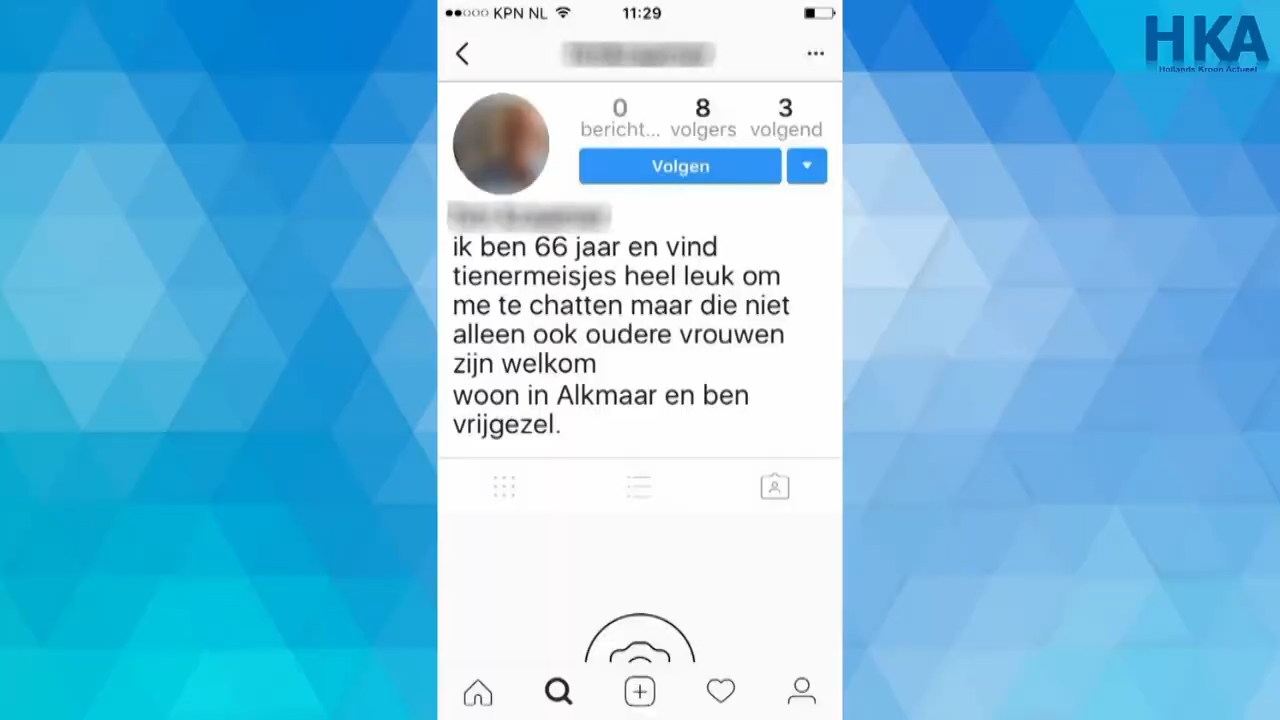 KPN NL
11:29
HKA
Hollands Kroon Actueel
0 8 3
bericht... volgers volgend
Volgen
ik ben 66 jaar en vind
tienermeisjes heel leuk om
me te chatten maar die niet
alleen ook oudere vrouwen
zijn welkom
woon in Alkmaar en ben
vrijgezel.